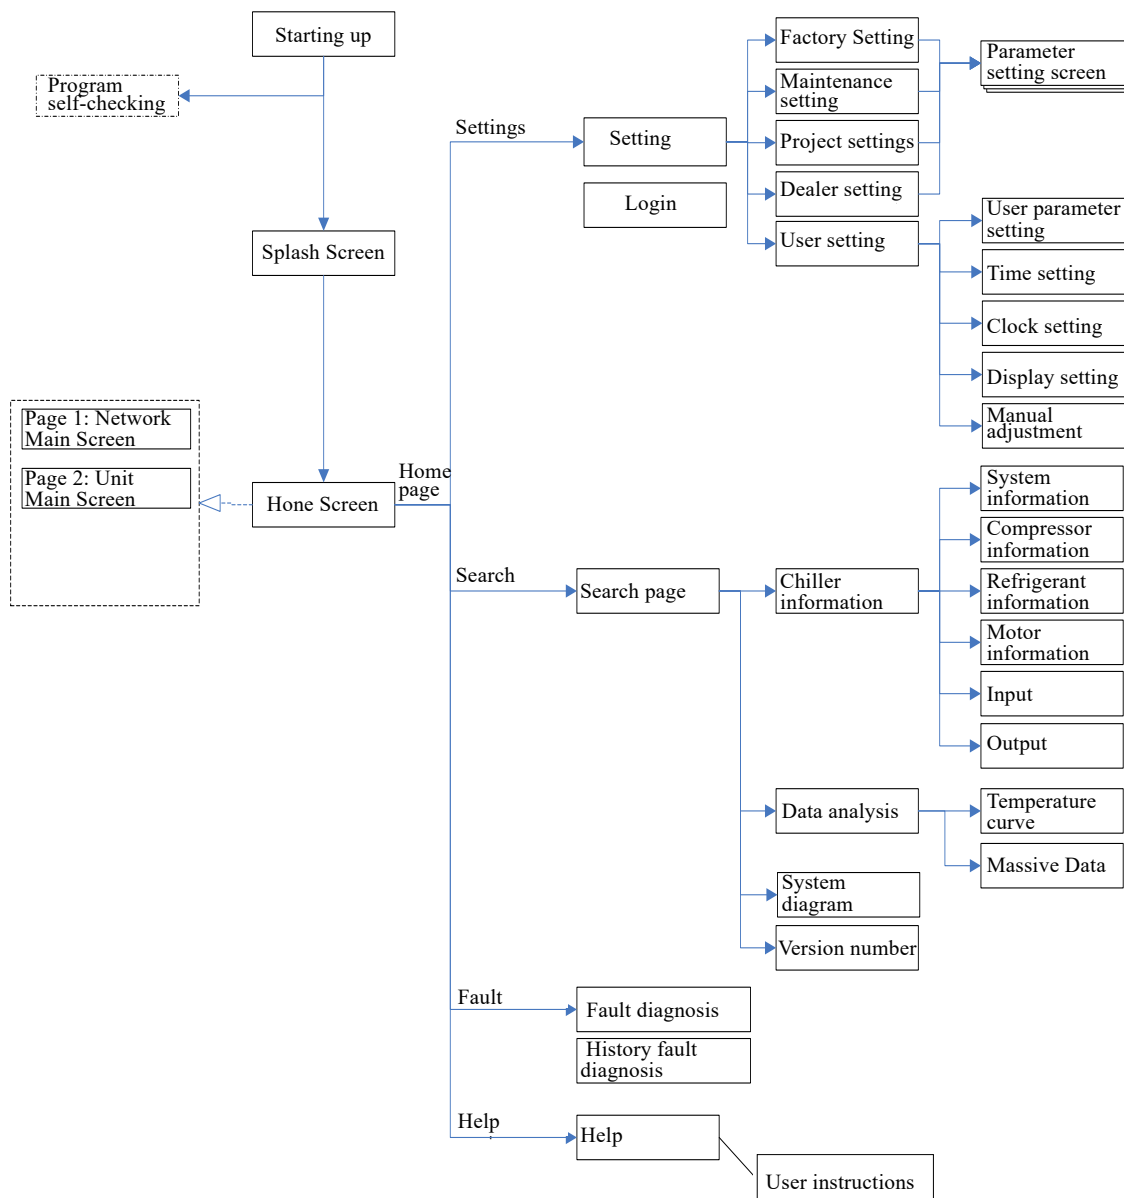 Starting up
Program
self-checking
Splash Screen
Page 1: Network
Main Screen
Page 2: Unit
Main Screen
Hone Screen
Home
page
Settings
Setting
Login
Factory Setting
Maintenance
setting
Project settings
Dealer setting
User setting
Parameter
setting screen
User parameter
setting
Time setting
Clock setting
Display setting
Manual
adjustment
Search
Search page
Chiller
information
System
information
Compressor
information
Refrigerant
information
Motor
information
Input
Output
Data analysis
Temperature
curve
Massive Data
System
diagram
Version number
Fault
Fault diagnosis
History fault
diagnosis
Help
Help
User instructions